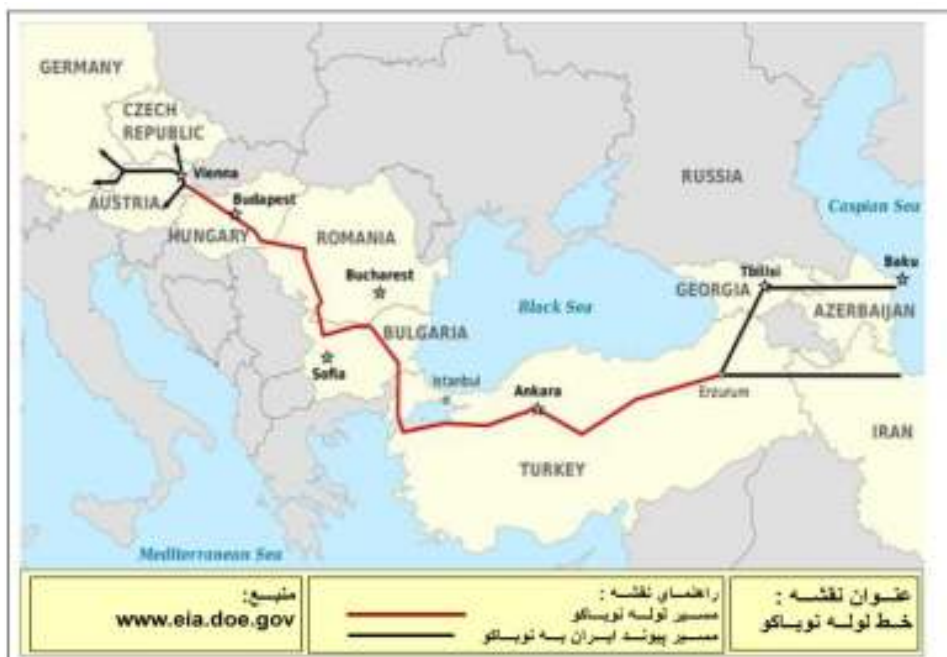 GERMANY
CZECH
REPUBLIC
Vienna
AUSTRIA
Budapest
HUNGARY
ROMANIA
Bucharest
BULGARIA
Sofia
Istanbul
Ankara
TURKEY
Black Sea
RUSSIA
Caspian Sea
Tbilisi
GEORGIA
Baku
AZERBAIJAN
Erzurum
IRAN
Mediterranean Sea
عنوان نقشه :
خط لوله نوباکو
راهنماي نقشه :
مسیر لوله نوباکو
مسیر پیوند ایران به نوباکو
منبع:
www.eia.doe.gov